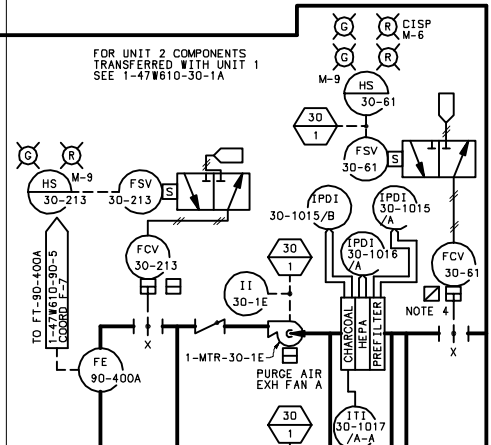 G R CISP
M-6
FOR UNIT 2 COMPONENTS
TRANSFERRED WITH UNIT 1
SEE 1-47W610-30-1A
G R
M-9
HS
30-61
30
1
FSV
30-61
S
G R
M-9
HS
30-213
FSV
30-213
S
IPDI
30-1015/B
IPDI
30-1015
/A
IPDI
30-1016
/A
FCV
30-213
30
1
FCV
30-61
II
30-1E
NOTE 4
TO FT-90-400A
1-47W610-90-5
COORD F-7
X
1-MTR-30-1E
CHARCOAL
HEPA
PREFILTER
X
FE
90-400A
PURGE AIR
EXH FAN A
30
1
ITI
30-1017
/A-A